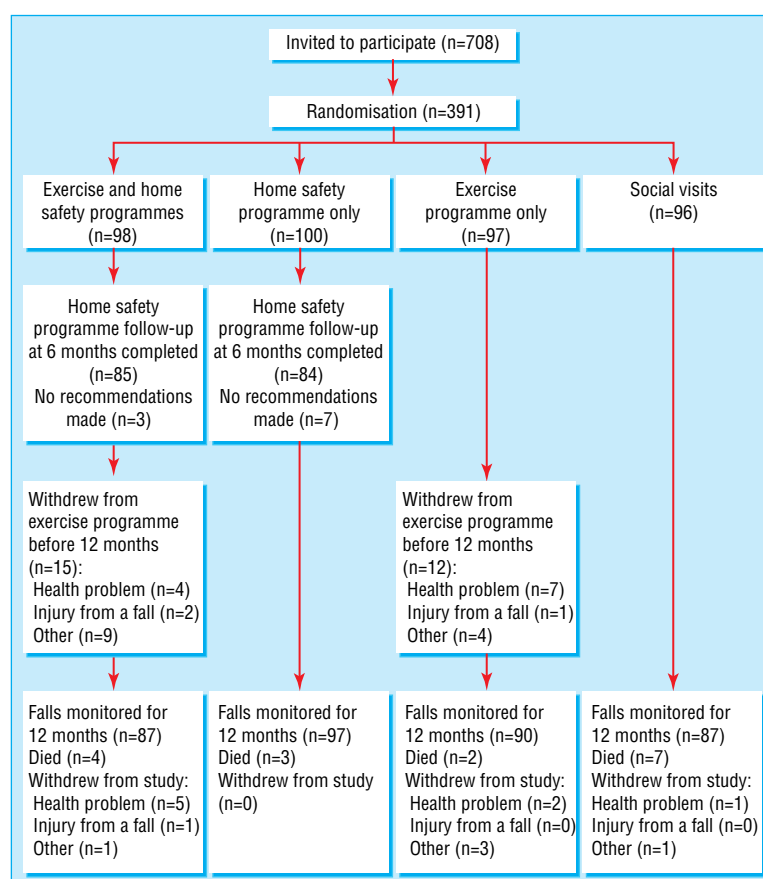 Invited to participate (n=708)
Randomisation (n=391)
Exercise and home
safety programmes
(n=98)
Home safety
programme only
(n=100)
Exercise
programme only
(n=97)
Social visits
(n=96)
Home safety
programme follow-up
at 6 months completed
(n=85)
No recommendations
made (n=3)
Home safety
programme follow-up
at 6 months completed
(n=84)
No recommendations
made (n=7)
Withdrew from
exercise programme
before 12 months
(n=15):
Health problem (n=4)
Injury from a fall (n=2)
Other (n=9)
Withdrew from
exercise programme
before 12 months
(n=12):
Health problem (n=7)
Injury from a fall (n=1)
Other (n=4)
Falls monitored for
12 months (n=87)
Died (n=4)
Withdrew from study:
Health problem (n=5)
Injury from a fall (n=1)
Other (n=1)
Falls monitored for
12 months (n=97)
Died (n=3)
Withdrew from study
(n=0)
Falls monitored for
12 months (n=90)
Died (n=2)
Withdrew from study:
Health problem (n=2)
Injury from a fall (n=0)
Other (n=3)
Falls monitored for
12 months (n=87)
Died (n=7)
Withdrew from study:
Health problem (n=1)
Injury from a fall (n=0)
Other (n=1)